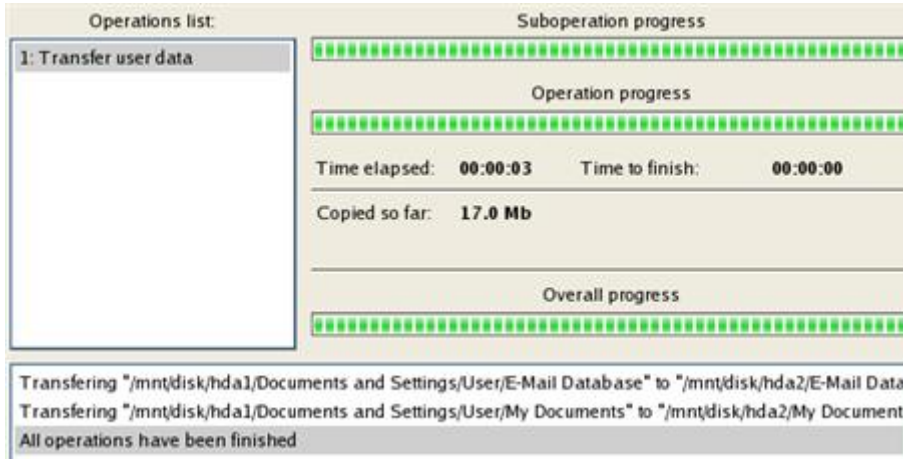 Operations list:
Suboperation progress
1: Transfer user data
Operation progress
Time elapsed: 00:00:03 Time to finish: 00:00:00
Copied so far: 17.0 Mb
Overall progress
Transfering "/mnt/disk/hda1/Documents and Settings/User/E-Mail Database" to "/mnt/disk/hda2/E-Mail Data
Transfering "/mnt/disk/hda1/Documents and Settings/User/My Documents" to "/mnt/disk/hda2/My Document
All operations have been finished